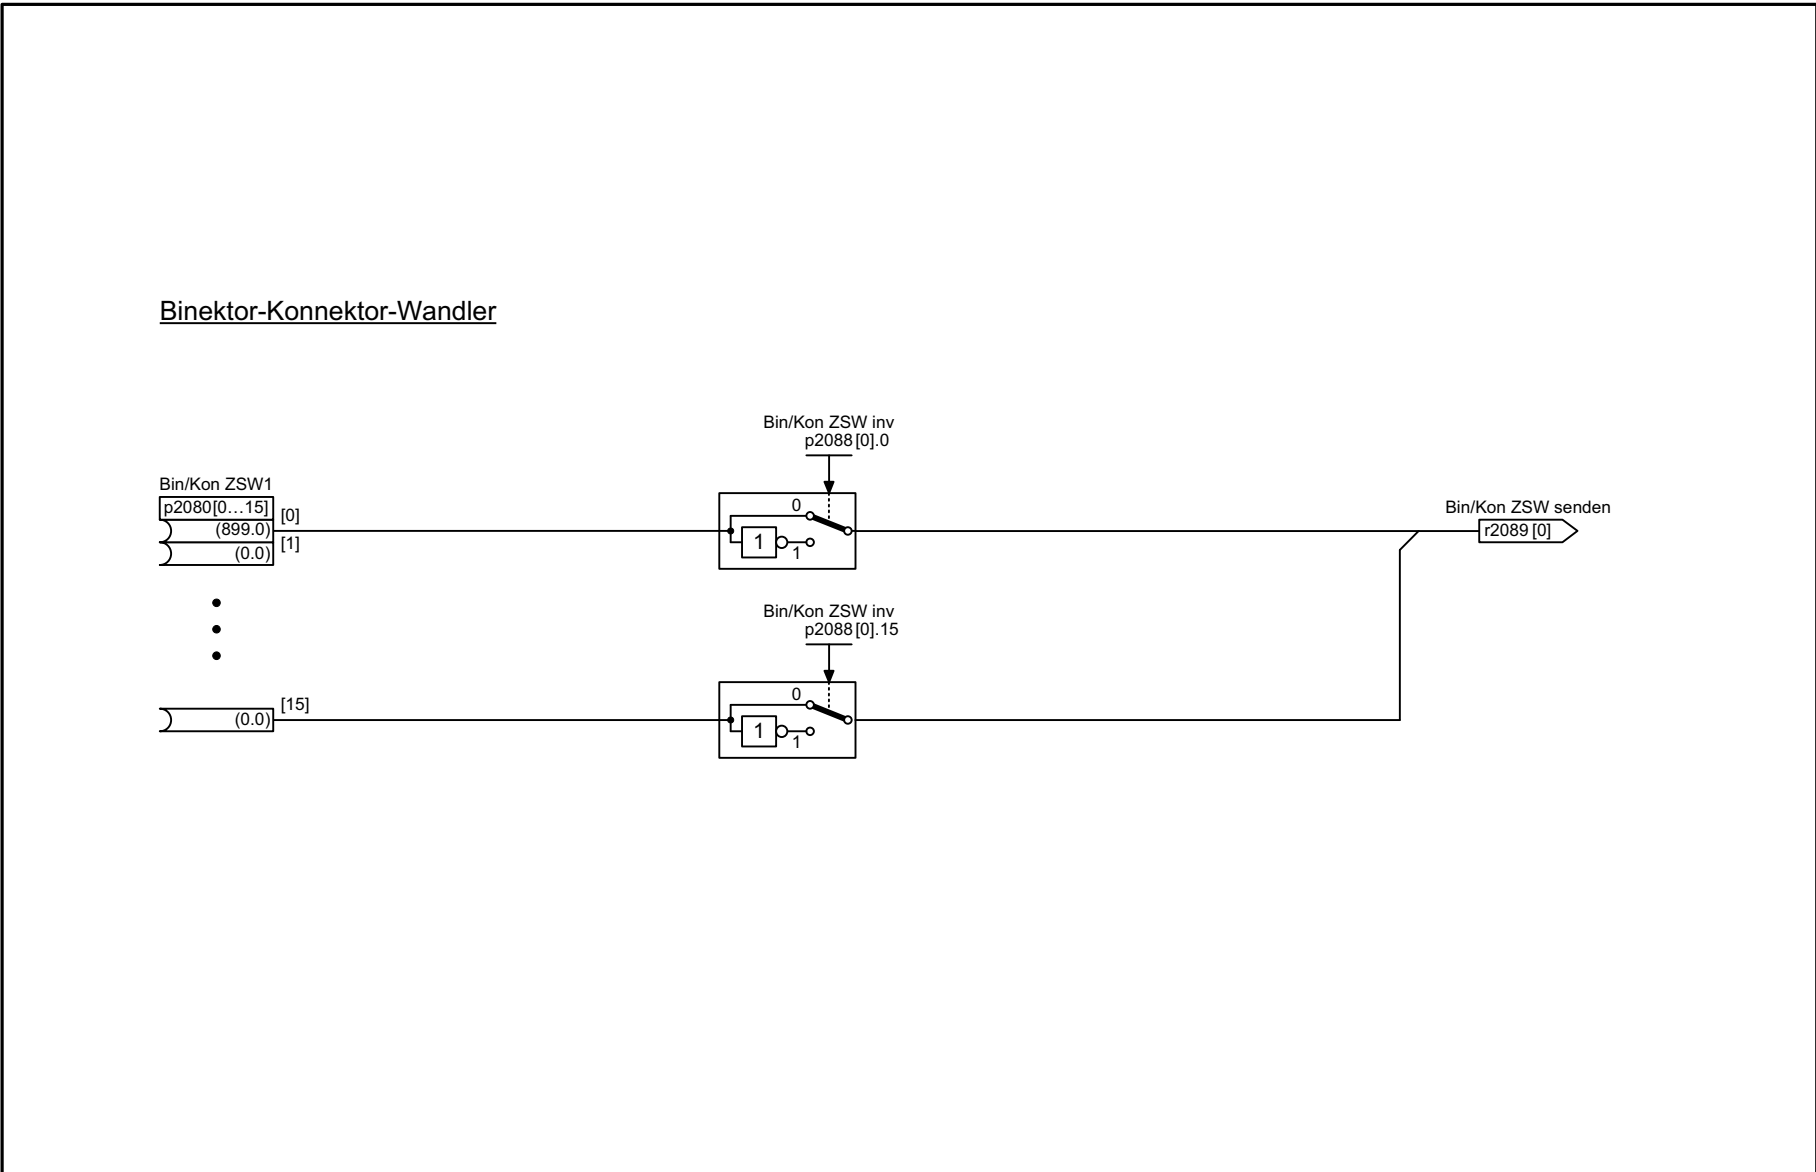 Binektor-Konnektor-Wandler
Bin/Kon ZSW inv
p2088[0].0
Bin/Kon ZSW1
p2080[0…15]
(899.0)
[0]
(0.0)
[1]
0
1
1
Bin/Kon ZSW senden
r2089[0]
Bin/Kon ZSW inv
p2088[0].15
(0.0)
[15]
0
1
1